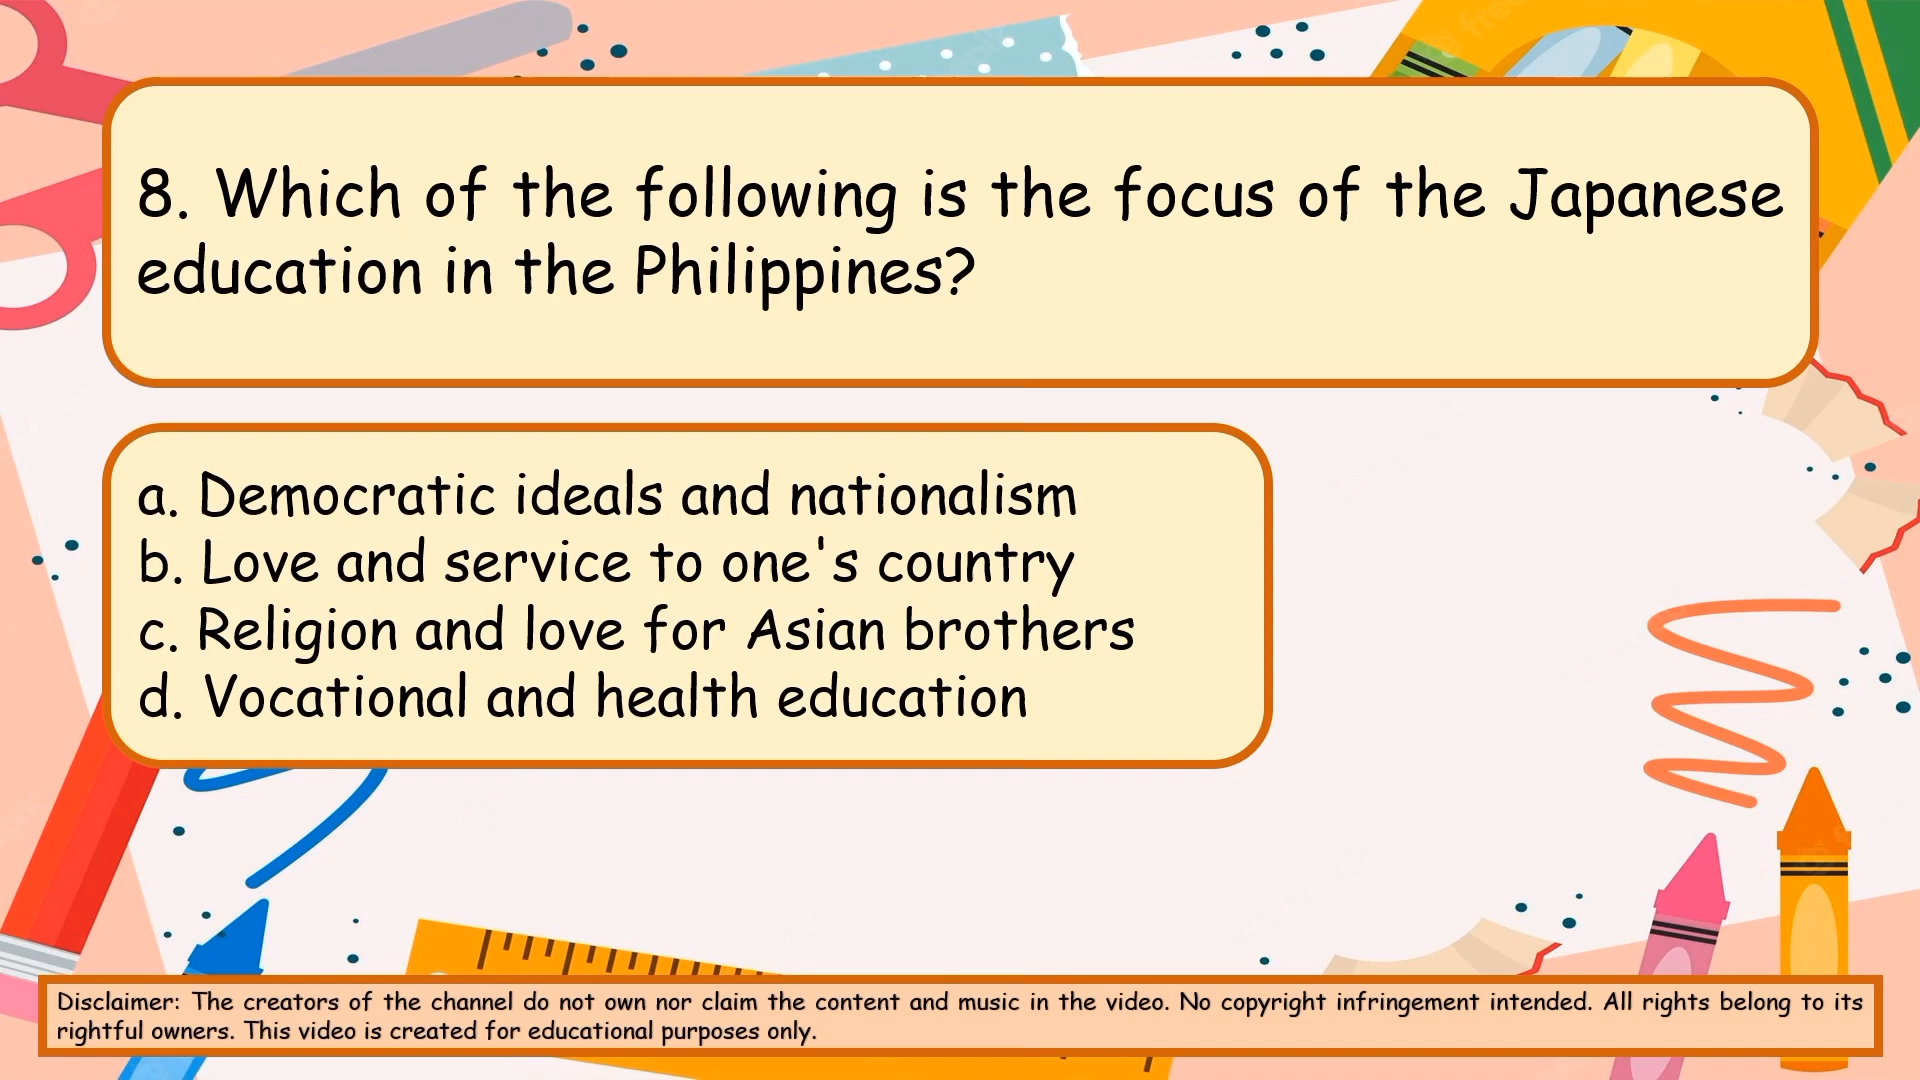 8. Which of the following is the focus of the Japanese
education in the Philippines?
a. Democratic ideals and nationalism
b. Love and service to one's country
c. Religion and love for Asian brothers
d. Vocational and health education
Disclaimer: The creators of the channel do not own nor claim the content and music in the video. No copyright infringement intended. All rights belong to its
rightful owners. This video is created for educational purposes only.